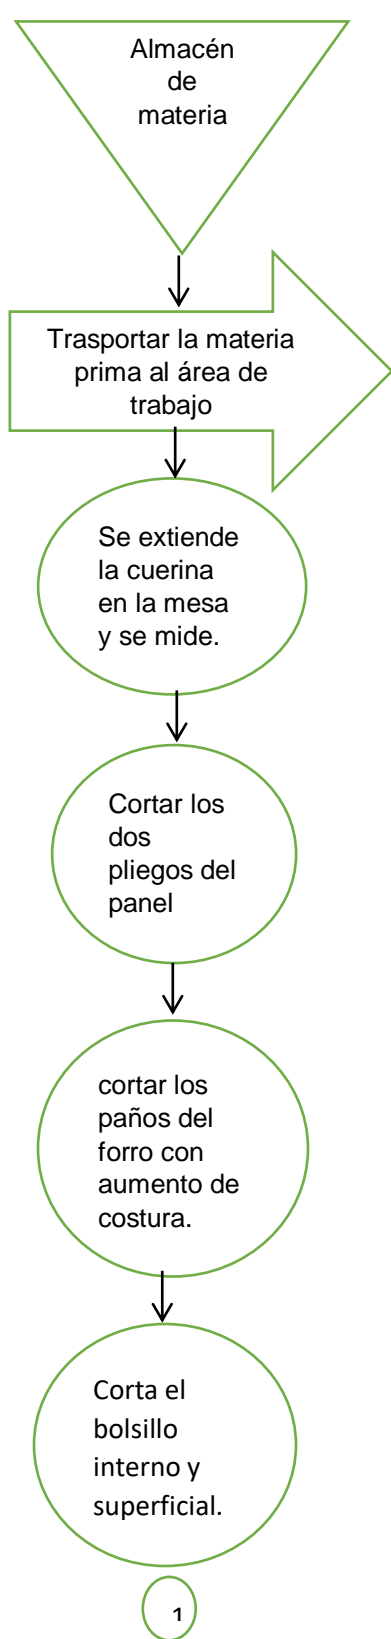 Almacén
de
materia
Trasportar la materia
prima al área de
trabajo
Se extiende
la cuerina
en la mesa
y se mide.
Cortar los
dos
pliegos del
panel
cortar los
paños del
forro con
aumento de
costura.
Corta el
bolsillo
interno y
superficial.
1